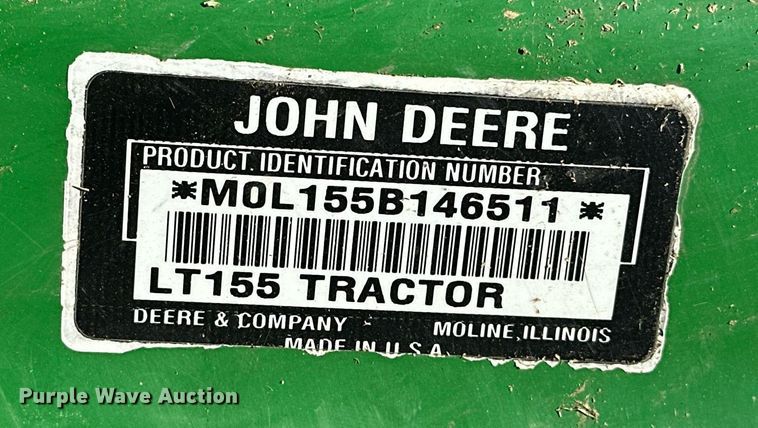 JOHN DEERE
PRODUCT IDENTIFICATION NUMBER
*M0L155B146511*
LT155 TRACTOR
DEERE & COMPANY MOLINE, ILLINOIS
MADE IN U.S.A.
Purple Wave Auction